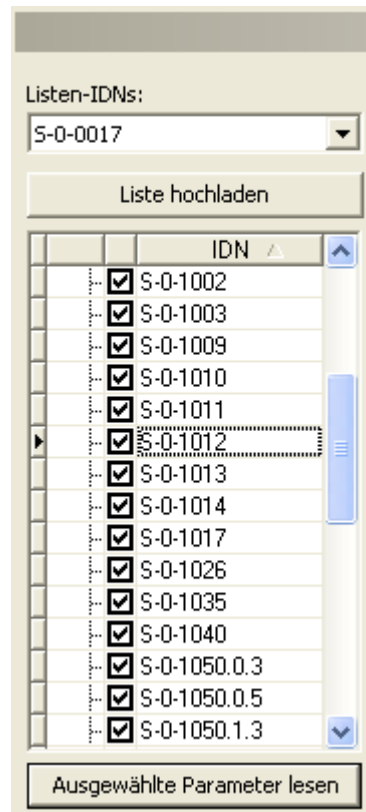 Listen-IDNs:
S-0-0017
Liste hochladen
IDN
S-0-1002
S-0-1003
S-0-1009
S-0-1010
S-0-1011
S-0-1012
S-0-1013
S-0-1014
S-0-1017
S-0-1026
S-0-1035
S-0-1040
S-0-1050.0.3
S-0-1050.0.5
S-0-1050.1.3
Ausgewählte Parameter lesen